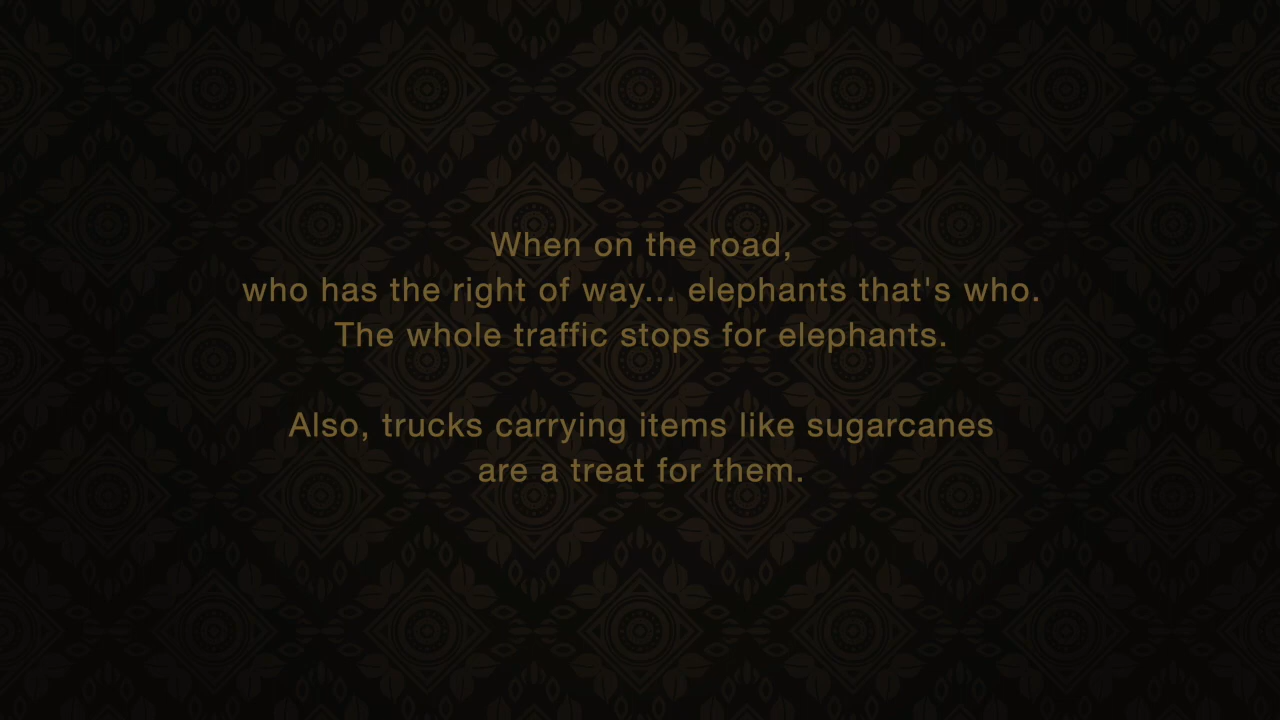 When on the road,
who has the right of way... elephants that's who.
The whole traffic stops for elephants.
Also, trucks carrying items like sugarcanes
are a treat for them.